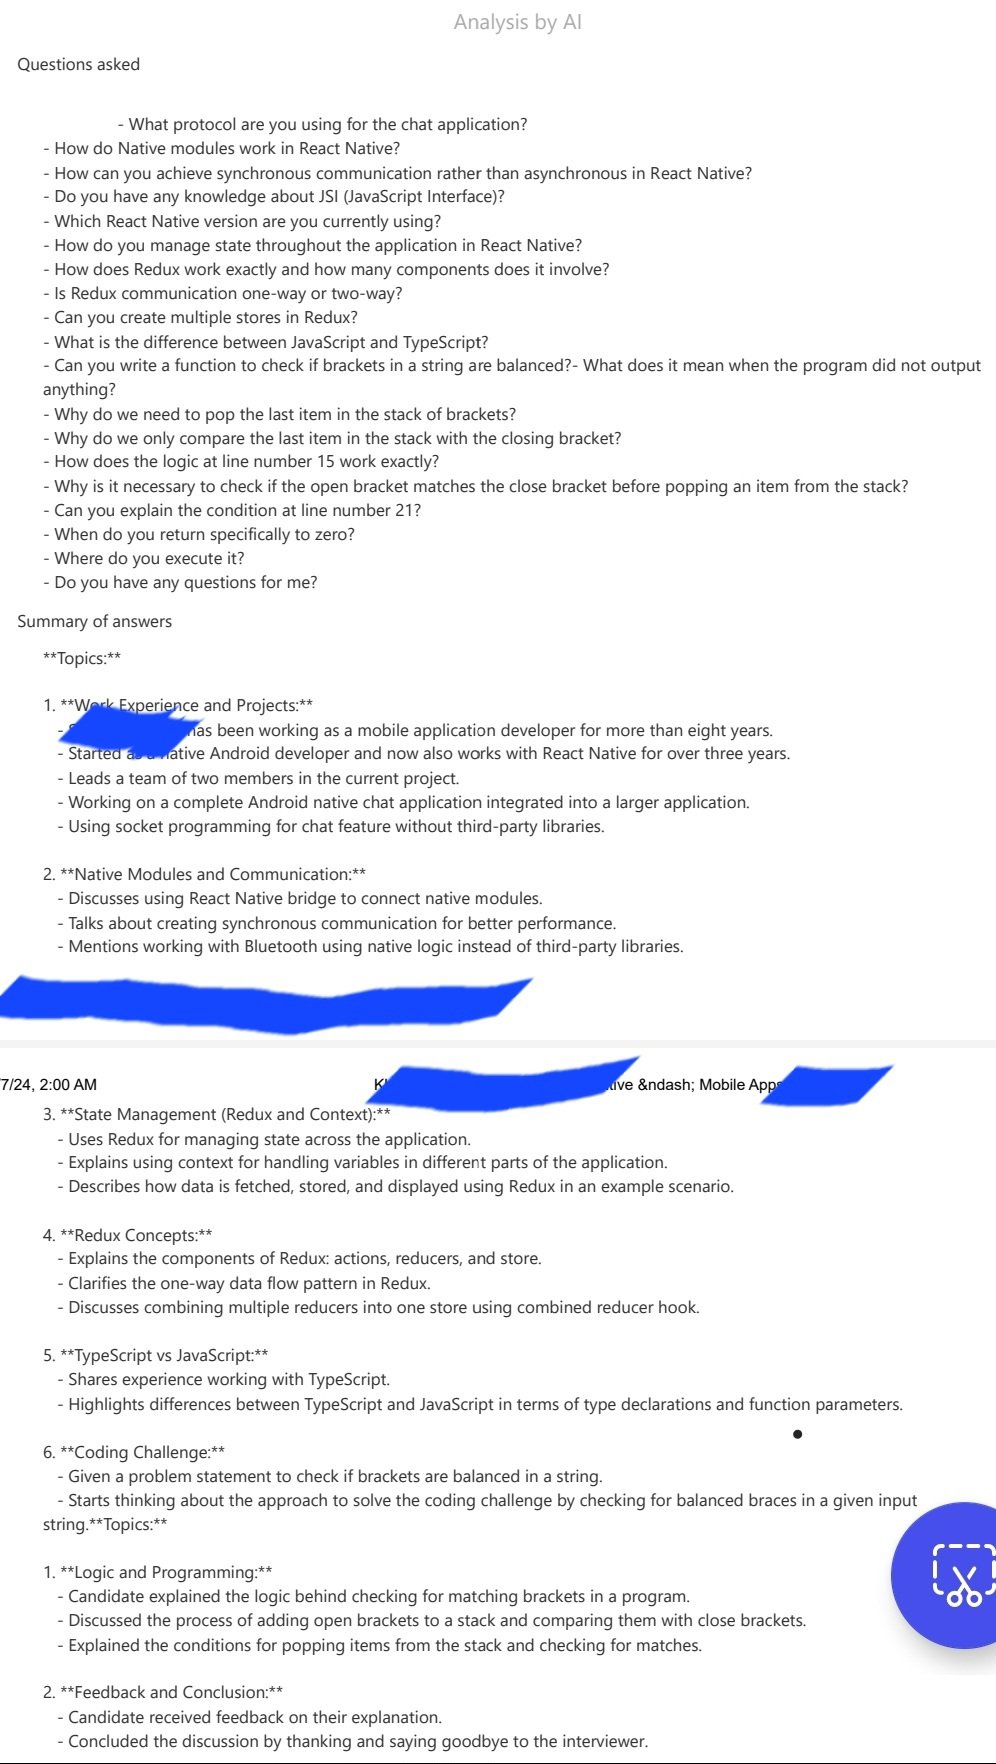 Analysis by AI
Questions asked
- What protocol are you using for the chat application?
- How do Native modules work in React Native?
- How can you achieve synchronous communication rather than asynchronous in React Native?
- Do you have any knowledge about JSI (JavaScript Interface)?
- Which React Native version are you currently using?
- How do you manage state throughout the application in React Native?
- How does Redux work exactly and how many components does it involve?
- Is Redux communication one-way or two-way?
- Can you create multiple stores in Redux?
- What is the difference between JavaScript and TypeScript?
- Can you write a function to check if brackets in a string are balanced?- What does it mean when the program did not output
anything?
- Why do we need to pop the last item in the stack of brackets?
- Why do we only compare the last item in the stack with the closing bracket?
- How does the logic at line number 15 work exactly?
- Why is it necessary to check if the open bracket matches the close bracket before popping an item from the stack?
- Can you explain the condition at line number 21?
- When do you return specifically to zero?
- Where do you execute it?
- Do you have any questions for me?
Summary of answers
**Topics:**
1. **Work Experience and Projects:**
- has been working as a mobile application developer for more than eight years.
- Started as a native Android developer and now also works with React Native for over three years.
- Leads a team of two members in the current project.
- Working on a complete Android native chat application integrated into a larger application.
- Using socket programming for chat feature without third-party libraries.
2. **Native Modules and Communication:**
- Discusses using React Native bridge to connect native modules.
- Talks about creating synchronous communication for better performance.
- Mentions working with Bluetooth using native logic instead of third-party libraries.
7/24, 2:00 AM &ndash; Mobile Apps
3. **State Management (Redux and Context):**
- Uses Redux for managing state across the application.
- Explains using context for handling variables in different parts of the application.
- Describes how data is fetched, stored, and displayed using Redux in an example scenario.
4. **Redux Concepts:**
- Explains the components of Redux: actions, reducers, and store.
- Clarifies the one-way data flow pattern in Redux.
- Discusses combining multiple reducers into one store using combined reducer hook.
5. **TypeScript vs JavaScript:**
- Shares experience working with TypeScript.
- Highlights differences between TypeScript and JavaScript in terms of type declarations and function parameters.
6. **Coding Challenge:**
- Given a problem statement to check if brackets are balanced in a string.
- Starts thinking about the approach to solve the coding challenge by checking for balanced braces in a given input
string.**Topics:**
1. **Logic and Programming:**
- Candidate explained the logic behind checking for matching brackets in a program.
- Discussed the process of adding open brackets to a stack and comparing them with close brackets.
- Explained the conditions for popping items from the stack and checking for matches.
2. **Feedback and Conclusion:**
- Candidate received feedback on their explanation.
- Concluded the discussion by thanking and saying goodbye to the interviewer.